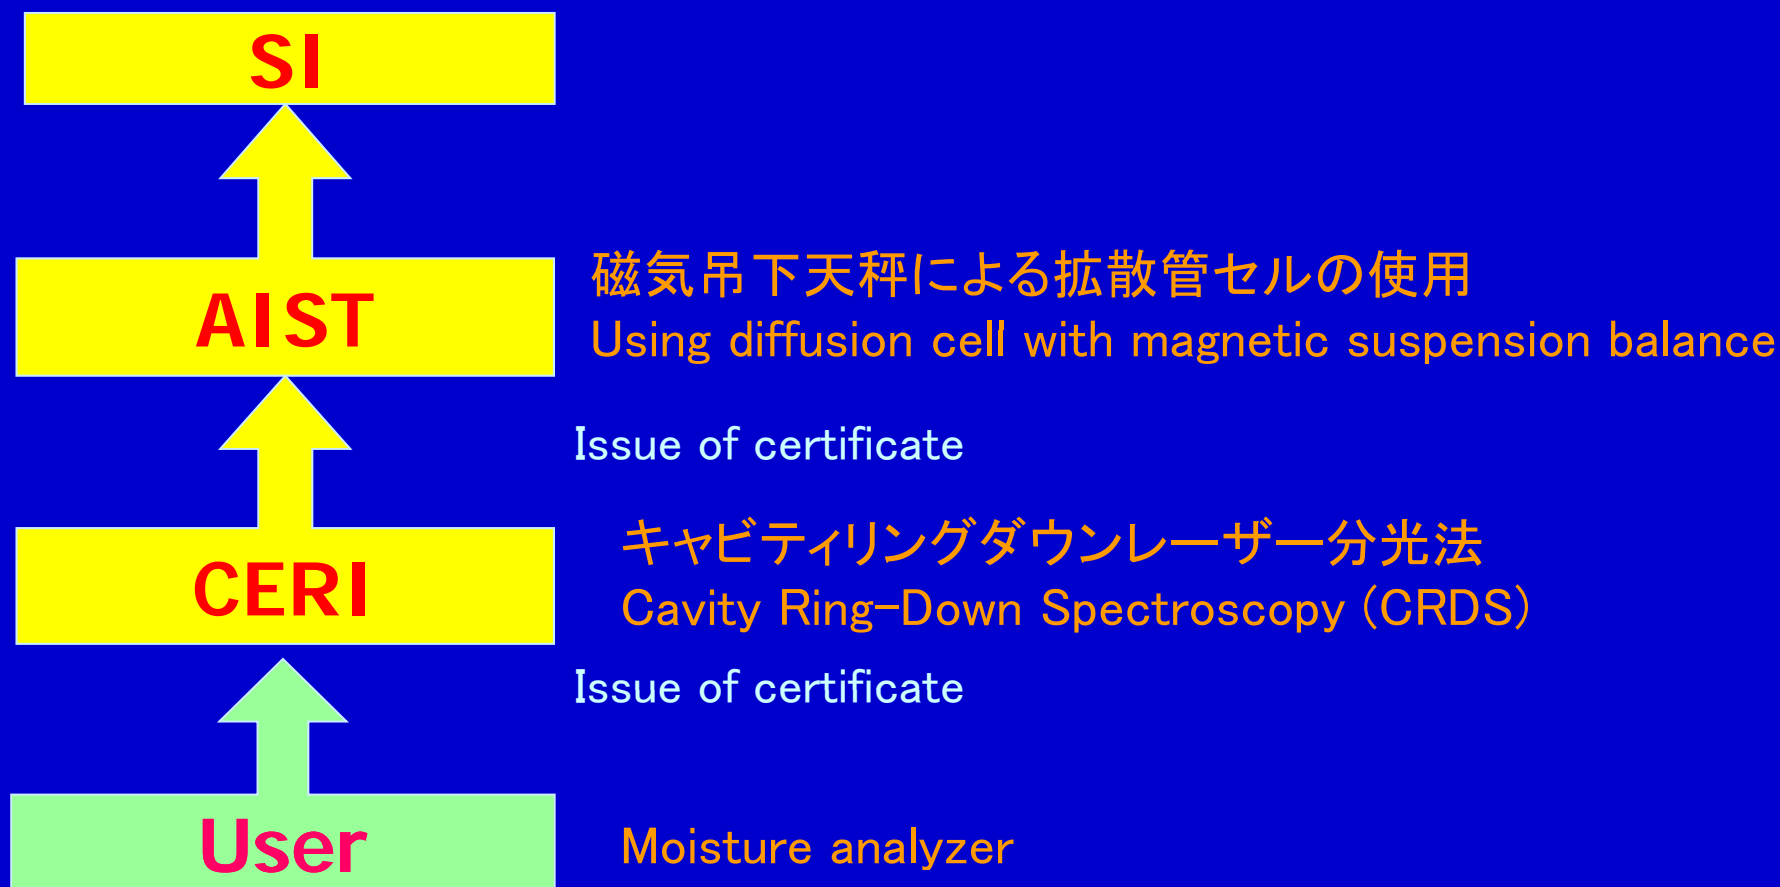 SI
AIST
磁気吊下天秤による拡散管セルの使用
Using diffusion cell with magnetic suspension balance
Issue of certificate
CERI
キャビティリングダウンレーザー分光法
Cavity Ring-Down Spectroscopy (CRDS)
Issue of certificate
User
Moisture analyzer